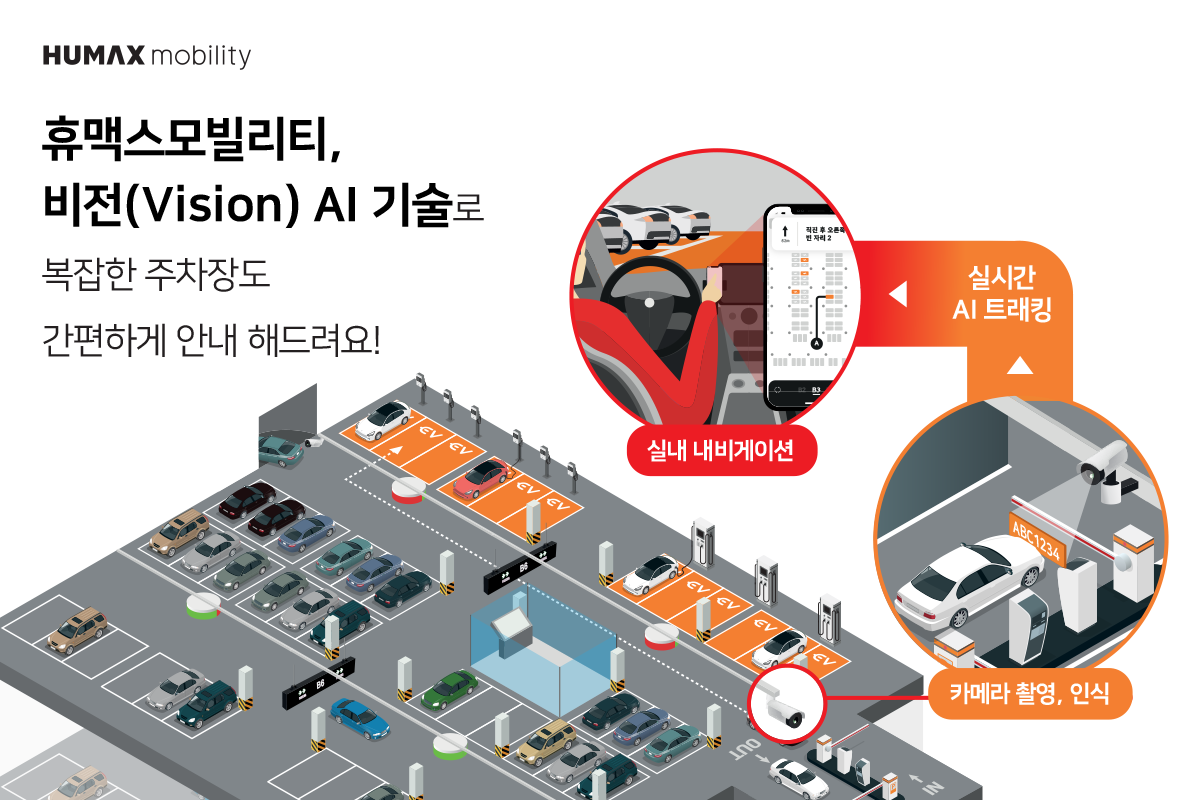 HUMAX mobility
휴맥스모빌리티,
비전(Vision) AI 기술로
복잡한 주차장도
간편하게 안내 해드려요!
직진 후 오른쪽
빈 자리 2
B3
실시간
AI 트래킹
실내 내비게이션
ABC1234
카메라 촬영, 인식
EV
EV
EV
EV
B6
EV
EV
EV
EV
B6
OUT
IN